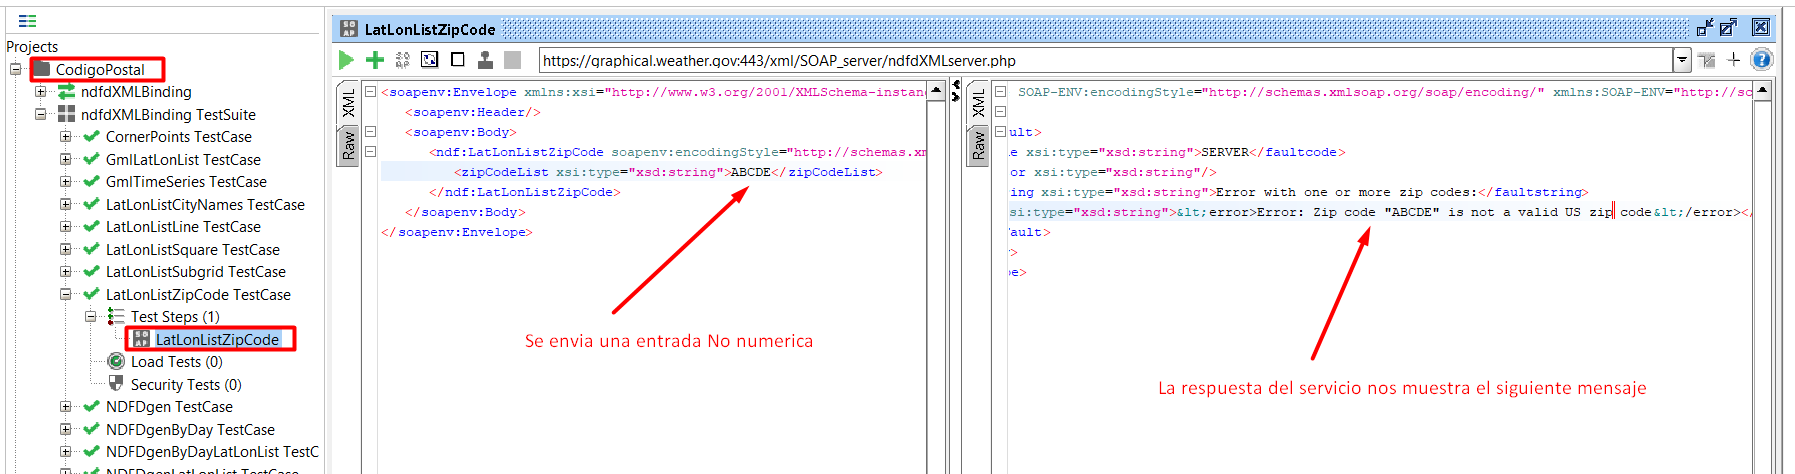 Projects
CodigoPostal
ndfdXMLBinding
ndfdXMLBinding TestSuite
CornerPoints TestCase
GmlLatLonList TestCase
GmlTimeSeries TestCase
LatLonListCityNames TestCase
LatLonListLine TestCase
LatLonListSquare TestCase
LatLonListSubgrid TestCase
LatLonListZipCode TestCase
Test Steps (1)
LatLonListZipCode
Load Tests (0)
Security Tests (0)
NDFDgen TestCase
NDFDgenByDay TestCase
NDFDgenByDayLatLonList TestC
NDFDgenLatLonList TestCase
SOAP
LatLonListZipCode
https://graphical.weather.gov:443/xml/SOAP_server/ndfdXMLserver.php
XML
Raw
<soapenv:Envelope xmlns:xsi="http://www.w3.org/2001/XMLSchema-instanc
<soapenv:Header/>
<soapenv:Body>
<ndf:LatLonListZipCode soapenv:encodingStyle="http://schemas.xm
<zipCodeList xsi:type="xsd:string">ABCDE</zipCodeList>
</ndf:LatLonListZipCode>
</soapenv:Body>
</soapenv:Envelope>
Se envia una entrada No numerica
XML
Raw
SOAP-ENV:encodingStyle="http://schemas.xmlsoap.org/soap/encoding/" xmlns:SOAP-ENV="http://sc
ult>
e xsi:type="xsd:string">SERVER</faultcode>
or xsi:type="xsd:string"/>
ing xsi:type="xsd:string">Error with one or more zip codes:</faultstring>
si:type="xsd:string">&lt;error>Error: Zip code "ABCDE" is not a valid US zip code&lt;/error></
ault>
>
pe>
La respuesta del servicio nos muestra el siguiente mensaje